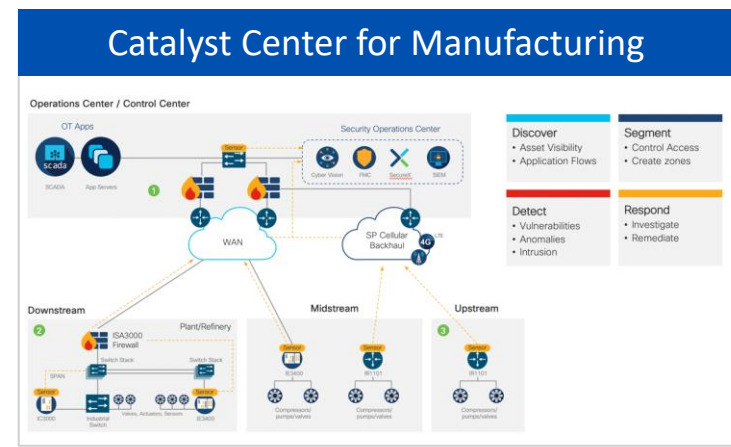 Catalyst Center for Manufacturing
Operations Center / Control Center
OT Apps
Security Operations Center
Sensor
scada
SCADA
App Servers
Cyber Vision
FMC
SecureX
SIEM
1
WAN
SP Cellular
Backhaul
LTE
4G
Discover
• Asset Visibility
• Application Flows
Segment
• Control Access
• Create zones
Detect
• Vulnerabilities
• Anomalies
• Intrusion
Respond
• Investigate
• Remediate
Downstream
Midstream
Upstream
2
ISA3000
Firewall
Plant/Refinery
Switch Stack
Switch Stack
SPAN
Sensor
IC3000
Industrial
Switch
Valves, Actuators, Sensors
Sensor
IE3400
Sensor
IE3400
Compressors/
pumps/valves
Sensor
IR1101
Compressors/
pumps/valves
3
Sensor
IR1101
Compressors/
pumps/valves